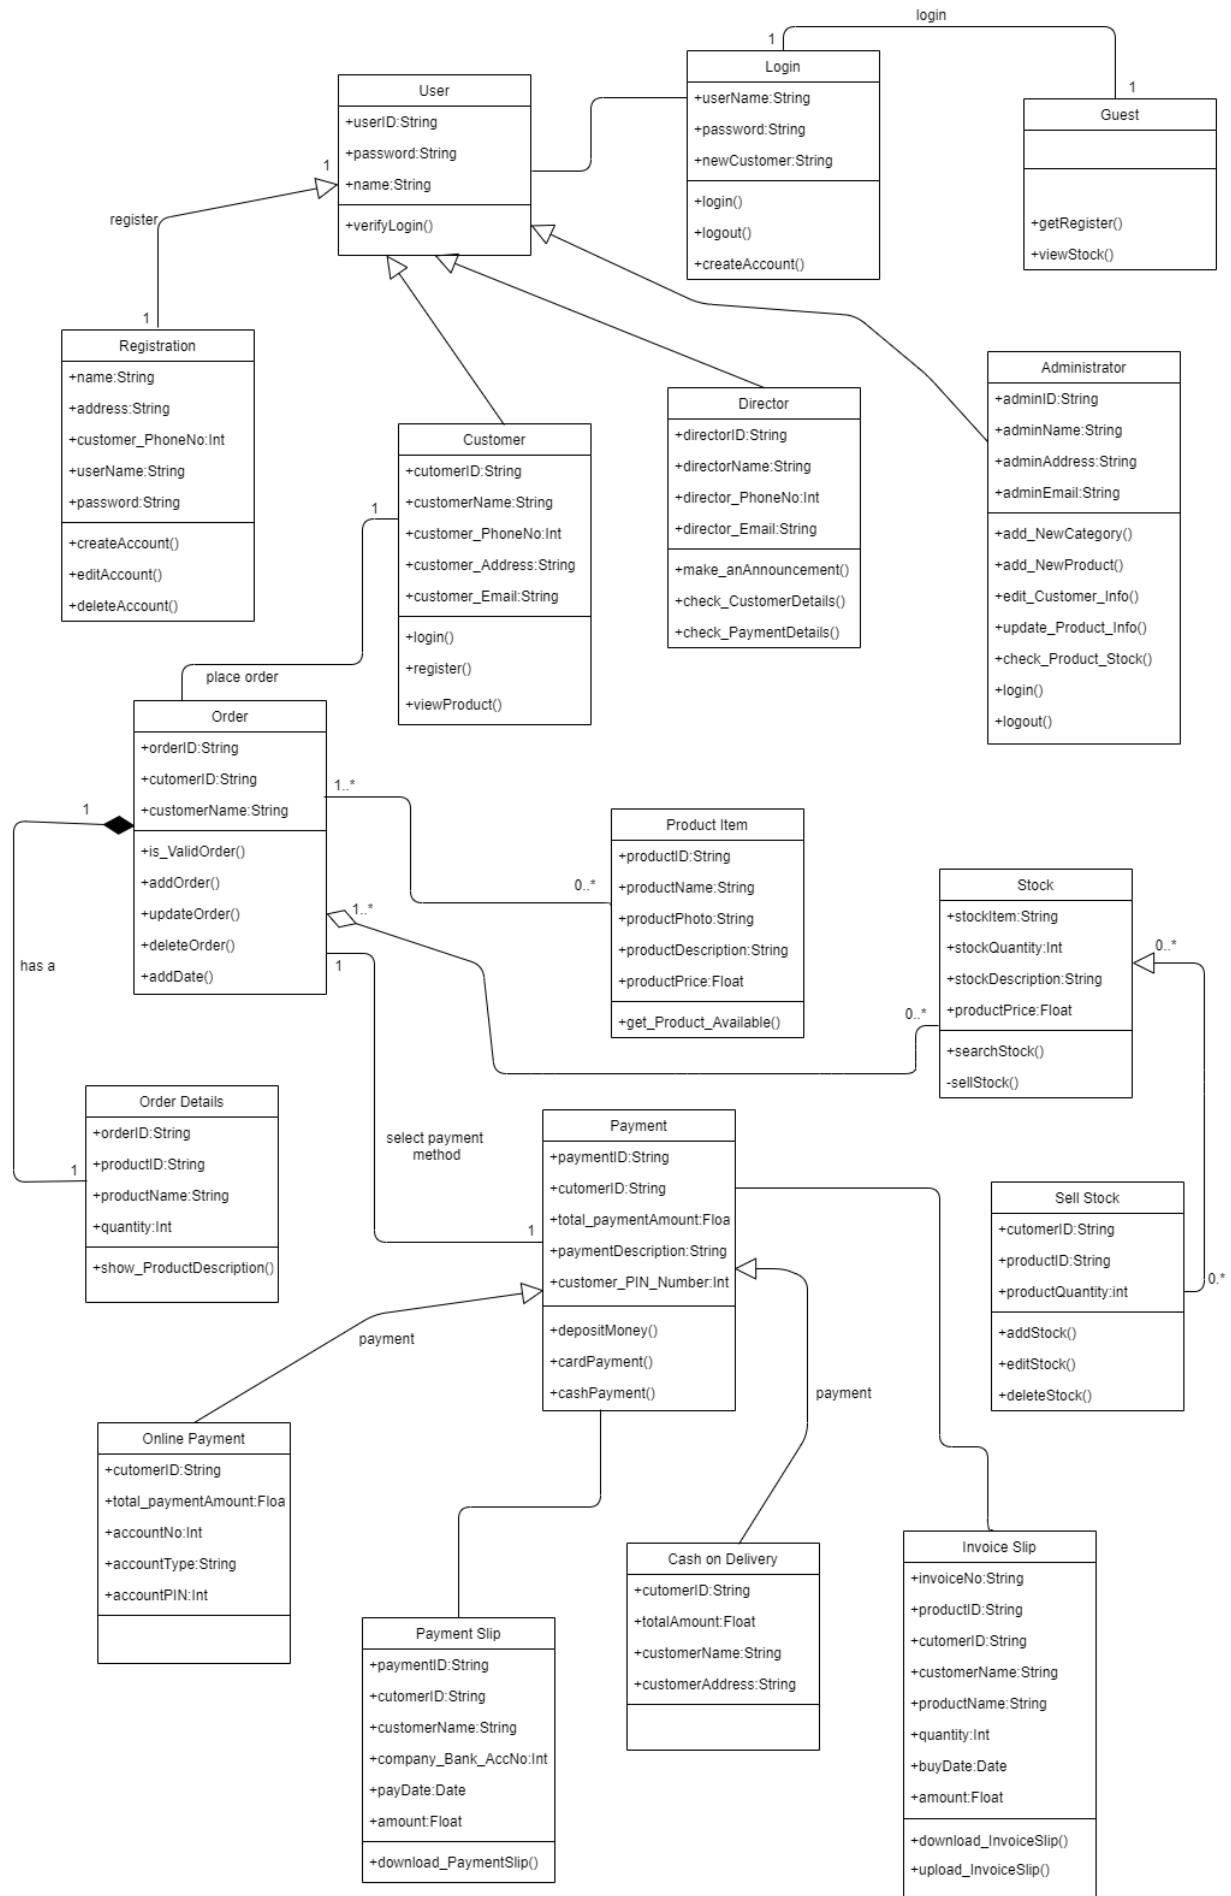 login
1
1
Login
+userName:String
+password:String
+newCustomer:String
+login()
+logout()
+createAccount()
User
+userID:String
+password:String
+name:String
+verifyLogin()
Guest
+getRegister()
+viewStock()
1
register
1
Registration
+name:String
+address:String
+customer_PhoneNo:Int
+userName:String
+password:String
+createAccount()
+editAccount()
+deleteAccount()
Customer
+cutomerID:String
+customerName:String
+customer_PhoneNo:Int
+customer_Address:String
+customer_Email:String
+login()
+register()
+viewProduct()
Director
+directorID:String
+directorName:String
+director_PhoneNo:Int
+director_Email:String
+make_anAnnouncement()
+check_CustomerDetails()
+check_PaymentDetails()
Administrator
+adminID:String
+adminName:String
+adminAddress:String
+adminEmail:String
+add_NewCategory()
+add_NewProduct()
+edit_Customer_Info()
+update_Product_Info()
+check_Product_Stock()
+login()
+logout()
1
place order
Order
+orderID:String
+cutomerID:String
+customerName:String
+is_ValidOrder()
+addOrder()
+updateOrder()
+deleteOrder()
+addDate()
1
has a
1
1..*
0..*
1..*
0..*
1
select payment
method
1
Product Item
+productID:String
+productName:String
+productPhoto:String
+productDescription:String
+productPrice:Float
+get_Product_Available()
Stock
+stockItem:String
+stockQuantity:Int
+stockDescription:String
+productPrice:Float
+searchStock()
-sellStock()
0..*
0.*
Order Details
+orderID:String
+productID:String
+productName:String
+quantity:Int
+show_ProductDescription()
Payment
+paymentID:String
+cutomerID:String
+total_paymentAmount:Floa
+paymentDescription:String
+customer_PIN_Number:Int
+depositMoney()
+cardPayment()
+cashPayment()
Sell Stock
+cutomerID:String
+productID:String
+productQuantity:int
+addStock()
+editStock()
+deleteStock()
payment
payment
Online Payment
+cutomerID:String
+total_paymentAmount:Floa
+accountNo:Int
+accountType:String
+accountPIN:Int
Payment Slip
+paymentID:String
+cutomerID:String
+customerName:String
+company_Bank_AccNo:Int
+payDate:Date
+amount:Float
+download_PaymentSlip()
Cash on Delivery
+cutomerID:String
+totalAmount:Float
+customerName:String
+customerAddress:String
Invoice Slip
+invoiceNo:String
+productID:String
+cutomerID:String
+customerName:String
+productName:String
+quantity:Int
+buyDate:Date
+amount:Float
+download_InvoiceSlip()
+upload_InvoiceSlip()